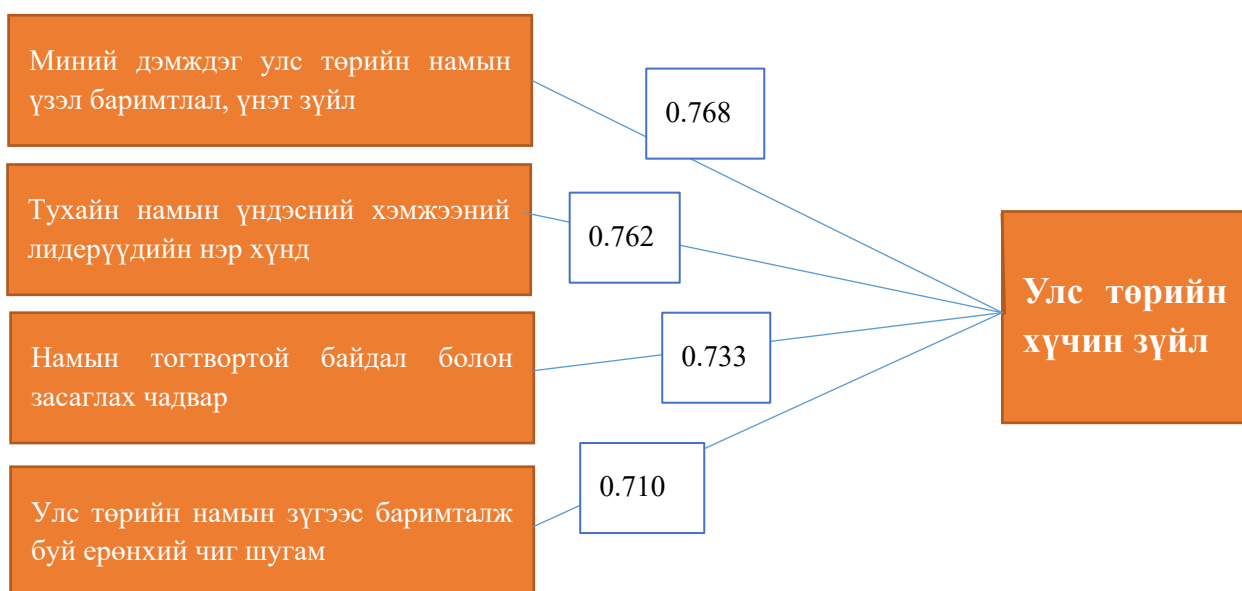 Миний дэмждэг улс төрийн намын
үзэл баримтлал, үнэт зүйл
0.768
Тухайн намын үндэсний хэмжээний
лидерүүдийн нэр хүнд
0.762
Намын тогтвортой байдал болон
засаглах чадвар
0.733
Улс төрийн намын зүгээс баримталж
буй ерөнхий чиг шугам
0.710
Улс төрийн
хүчин зүйл